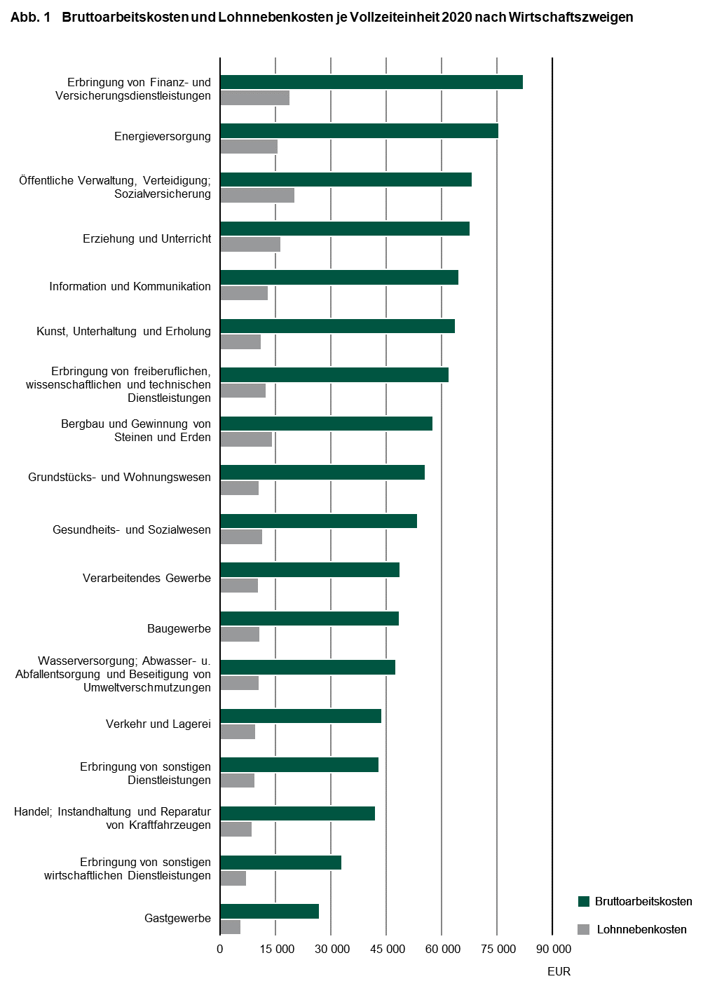 Abb. 1 Bruttoarbeitskosten und Lohnnebenkosten je Vollzeiteinheit 2020 nach Wirtschaftszweigen
Erbringung von Finanz- und
Versicherungsdienstleistungen
Energieversorgung
Öffentliche Verwaltung, Verteidigung;
Sozialversicherung
Erziehung und Unterricht
Information und Kommunikation
Kunst, Unterhaltung und Erholung
Erbringung von freiberuflichen,
wissenschaftlichen und technischen
Dienstleistungen
Bergbau und Gewinnung von
Steinen und Erden
Grundstücks- und Wohnungswesen
Gesundheits- und Sozialwesen
Verarbeitendes Gewerbe
Baugewerbe
Wasserversorgung; Abwasser- u.
Abfallentsorgung und Beseitigung von
Umweltverschmutzungen
Verkehr und Lagerei
Erbringung von sonstigen
Dienstleistungen
Handel; Instandhaltung und Reparatur
von Kraftfahrzeugen
Erbringung von sonstigen
wirtschaftlichen Dienstleistungen
Gastgewerbe
Bruttoarbeitskosten
Lohnnebenkosten
0 15 000 30 000 45 000 60 000 75 000 90 000
EUR